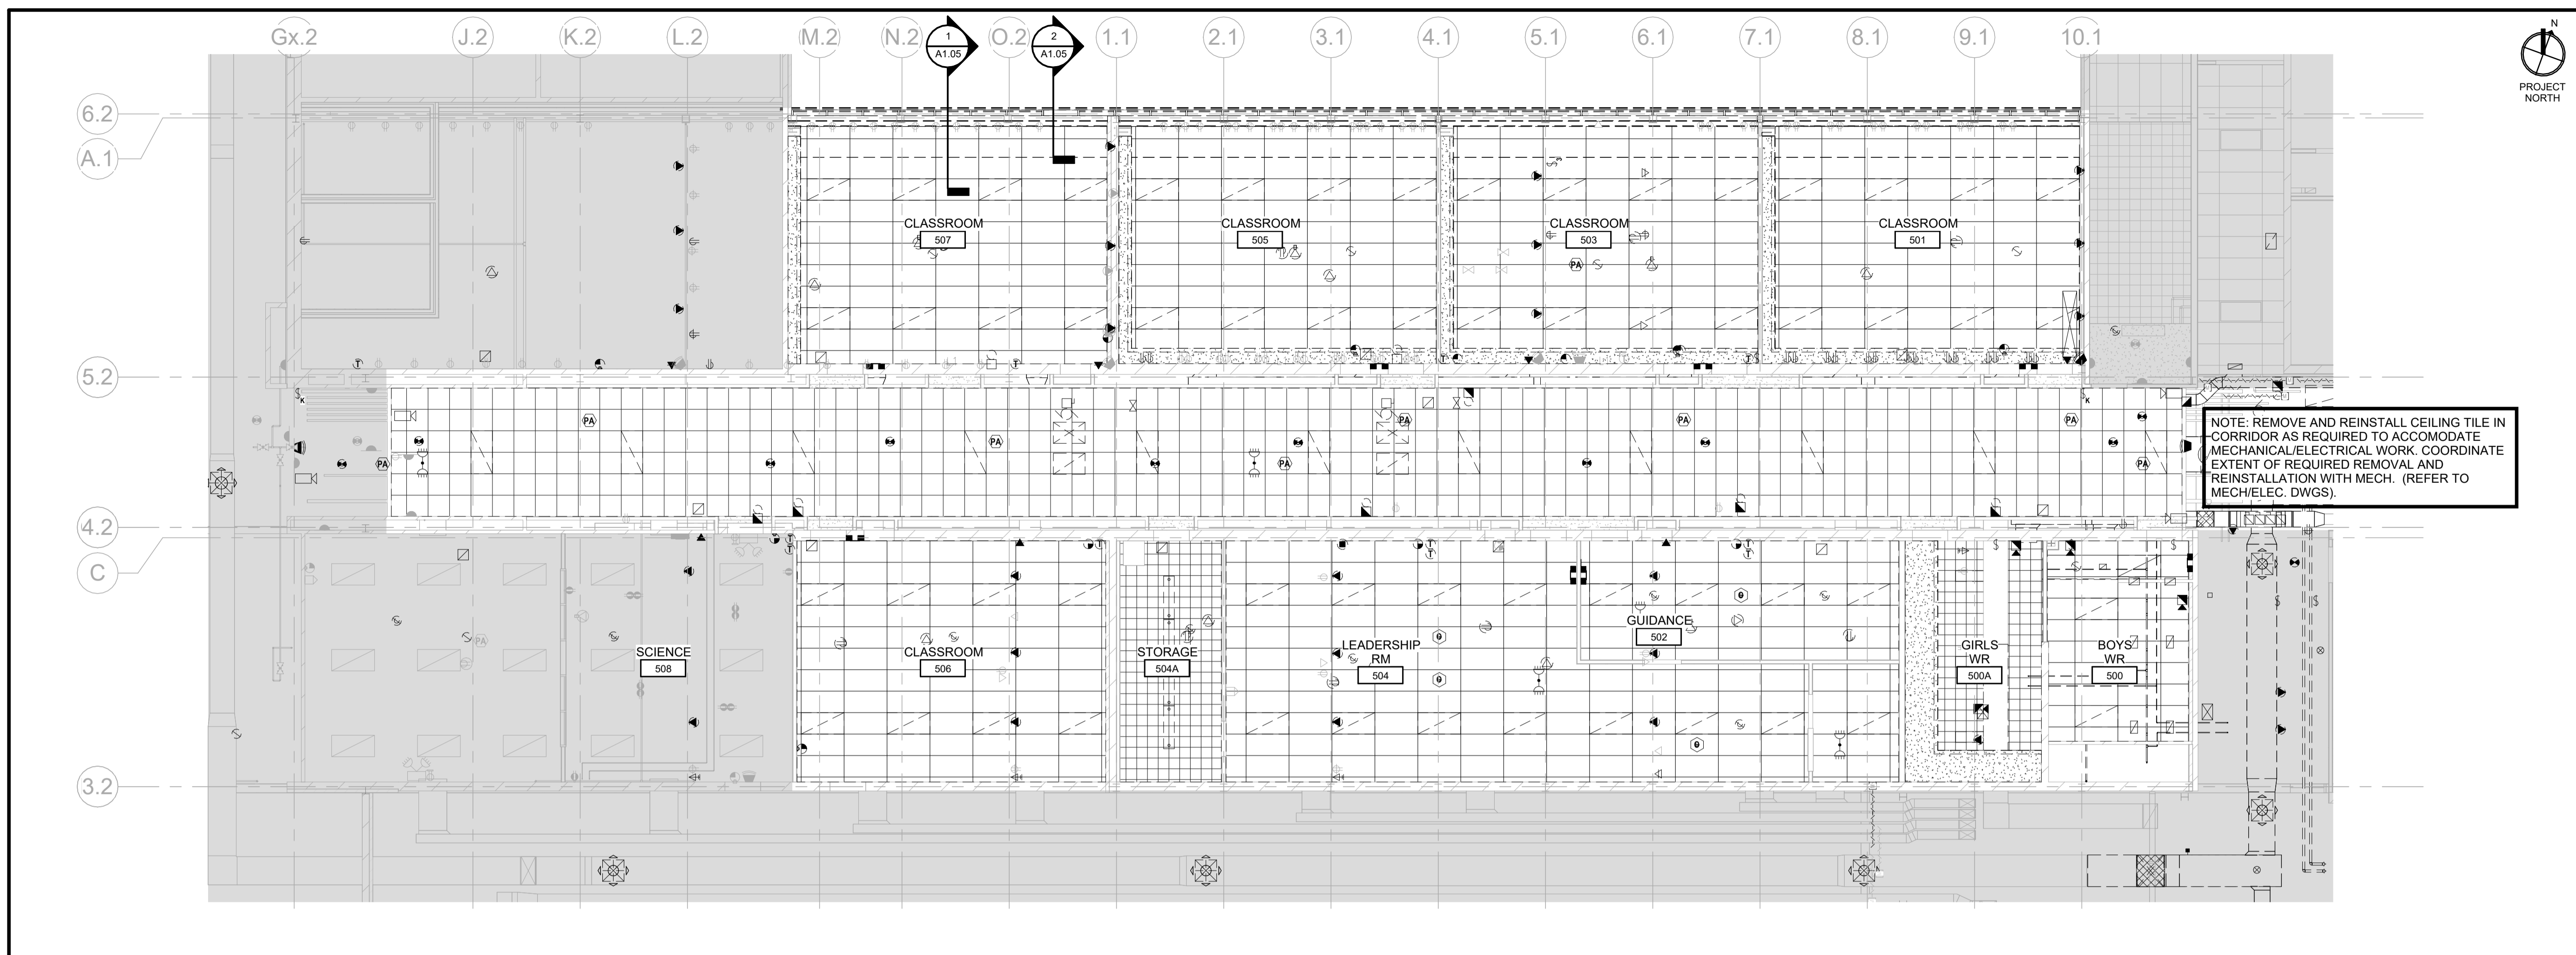 Gx.2
J.2
K.2
L.2
M.2
N.2
1
A1.05
O.2
2
A1.05
1.1
2.1
3.1
4.1
5.1
6.1
7.1
8.1
9.1
10.1
N
PROJECT
NORTH
6.2
A.1
5.2
4.2
C
3.2
CLASSROOM
507
CLASSROOM
505
CLASSROOM
503
PA
CLASSROOM
501
K
K
PA
PA
PA
PA
PA
PA
PA
PA
NOTE: REMOVE AND REINSTALL CEILING TILE IN
CORRIDOR AS REQUIRED TO ACCOMODATE
MECHANICAL/ELECTRICAL WORK. COORDINATE
EXTENT OF REQUIRED REMOVAL AND
REINSTALLATION WITH MECH. (REFER TO
MECH/ELEC. DWGS).
PA
SCIENCE
508
CLASSROOM
506
STORAGE
504A
LEADERSHIP
RM
504
GUIDANCE
502
GIRLS
WR
500A
BOYS
WR
500